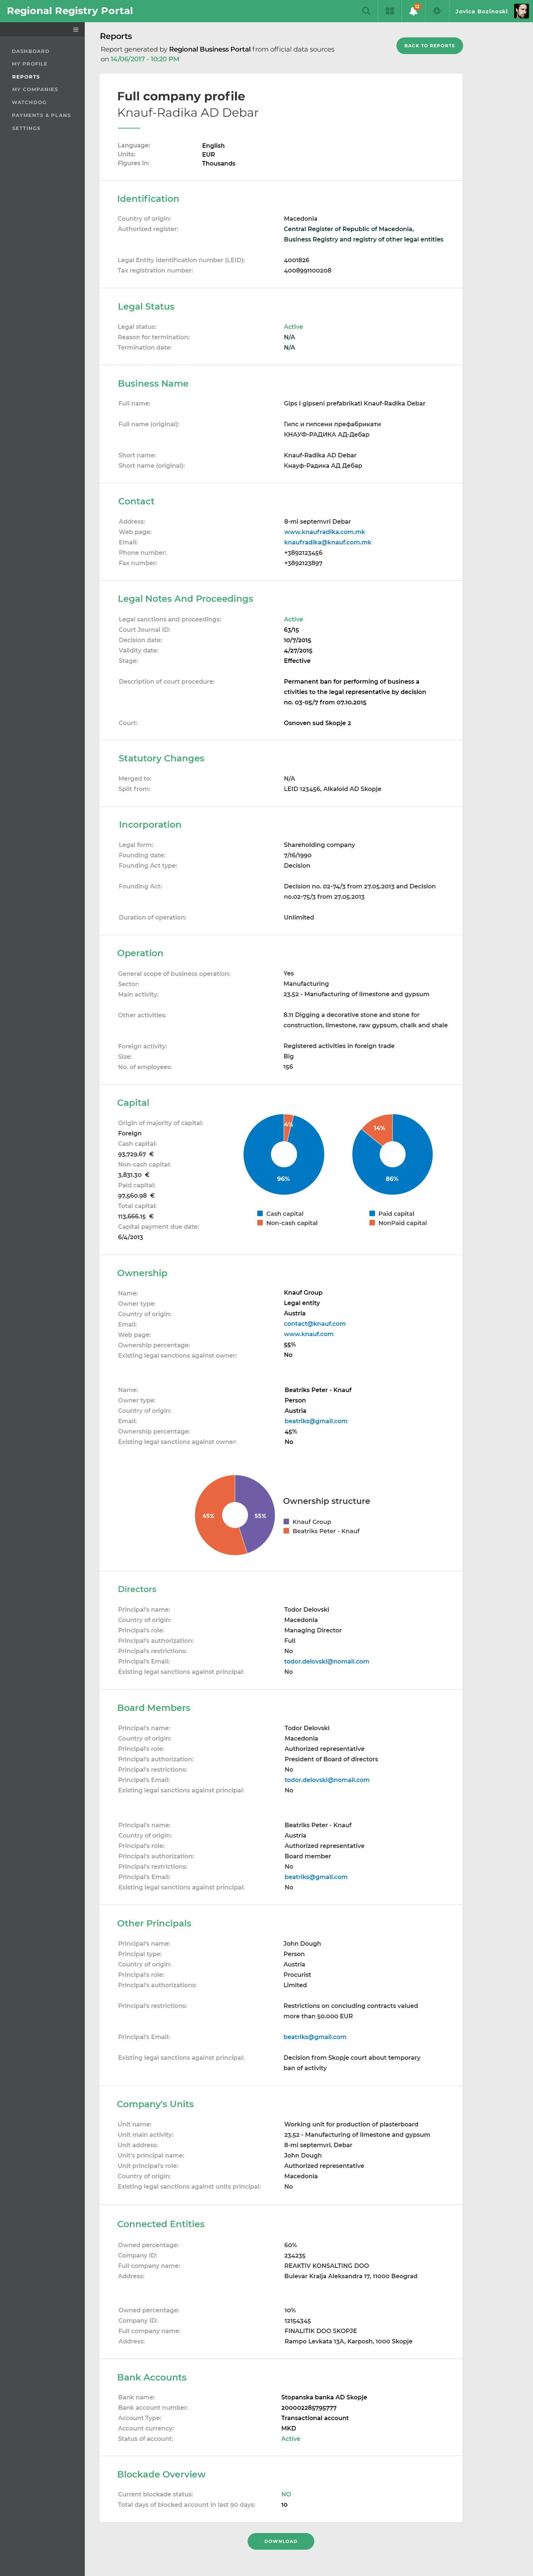 Regional Registry Portal
12
Jovica Bozinoski
DASHBOARD
MY PROFILE
REPORTS
MY COMPANIES
WATCHDOG
PAYMENTS & PLANS
SETTINGS
Reports
Report generated by Regional Business Portal from official data sources
on 14/06/2017 - 10:20 PM
BACK TO REPORTS
Full company profile
Knauf-Radika AD Debar
Language: English
Units: EUR
Figures in: Thousands
Identification
Country of origin: Macedonia
Authorized register: Central Register of Republic of Macedonia,
Business Registry and registry of other legal entities
Legal Entity Identification number (LEID): 4001826
Tax registration number: 4008991100208
Legal Status
Legal status: Active
Reason for termination: N/A
Termination date: N/A
Business Name
Full name: Gips I gipseni prefabrikati Knauf-Radika Debar
Full name (original): Гипс и гипсени префабрикати
КНАУФ-РАДИКА АД-Дебар
Short name: Knauf-Radika AD Debar
Short name (original): Кнауф-Радика АД Дебар
Contact
Address: 8-mi septemvri Debar
Web page: www.knaufradika.com.mk
Email: knaufradika@knauf.com.mk
Phone number: +3892123456
Fax number: +3892123897
Legal Notes And Proceedings
Legal sanctions and proceedings: Active
Court Journal ID: 63/15
Decision date: 10/7/2015
Validity date: 4/27/2015
Stage: Effective
Description of court procedure: Permanent ban for performing of business a
ctivities to the legal representative by decision
no. 03-05/7 from 07.10.2015
Court: Osnoven sud Skopje 2
Statutory Changes
Merged to: N/A
Split from: LEID 123456, Alkaloid AD Skopje
Incorporation
Legal form: Shareholding company
Founding date: 7/16/1990
Founding Act type: Decision
Founding Act: Decision no. 02-74/3 from 27.05.2013 and Decision
no.02-75/3 from 27.05.2013
Duration of operation: Unlimited
Operation
General scope of business operation: Yes
Sector: Manufacturing
Main activity: 23.52 - Manufacturing of limestone and gypsum
Other activities: 8.11 Digging a decorative stone and stone for
construction, limestone, raw gypsum, chalk and shale
Foreign activity: Registered activities in foreign trade
Size: Big
No. of employees: 156
Capital
Origin of majority of capital:
Foreign
Cash capital:
93,729.67 €
Non-cash capital:
3,831.30 €
Paid capital:
97,560.98 €
Total capital:
113,666.15 €
Capital payment due date:
6/4/2013
4%
96%
Cash capital
Non-cash capital
14%
86%
Paid capital
NonPaid capital
Ownership
Name: Knauf Group
Owner type: Legal entity
Country of origin: Austria
Email: contact@knauf.com
Web page: www.knauf.com
Ownership percentage: 55%
Existing legal sanctions against owner: No
Name: Beatriks Peter - Knauf
Owner type: Person
Country of origin: Austria
Email: beatriks@gmail.com
Ownership percentage: 45%
Existing legal sanctions against owner: No
45%
55%
Ownership structure
Knauf Group
Beatriks Peter - Knauf
Directors
Principal's name: Todor Delovski
Country of origin: Macedonia
Principal's role: Managing Director
Principal's authorization: Full
Principal's restrictions: No
Principal's Email: todor.delovski@nomail.com
Existing legal sanctions against principal: No
Board Members
Principal's name: Todor Delovski
Country of origin: Macedonia
Principal's role: Authorized representative
Principal's authorization: President of Board of directors
Principal's restrictions: No
Principal's Email: todor.delovski@nomail.com
Existing legal sanctions against principal: No
Principal's name: Beatriks Peter - Knauf
Country of origin: Austria
Principal's role: Authorized representative
Principal's authorization: Board member
Principal's restrictions: No
Principal's Email: beatriks@gmail.com
Existing legal sanctions against principal: No
Other Principals
Principal's name: John Dough
Principal type: Person
Country of origin: Austria
Principal's role: Procurist
Principal's authorizations: Limited
Principal's restrictions: Restrictions on concluding contracts valued
more than 50.000 EUR
Principal's Email: beatriks@gmail.com
Existing legal sanctions against principal: Decision from Skopje court about temporary
ban of activity
Company's Units
Unit name: Working unit for production of plasterboard
Unit main activity: 23.52 - Manufacturing of limestone and gypsum
Unit address: 8-mi septemvri, Debar
Unit's principal name: John Dough
Unit principal's role: Authorized representative
Country of origin: Macedonia
Existing legal sanctions against units principal: No
Connected Entities
Owned percentage: 60%
Company ID: 234235
Full company name: REAKTIV KONSALTING DOO
Address: Bulevar Kralja Aleksandra 17, 11000 Beograd
Owned percentage: 10%
Company ID: 12154345
Full company name: FINALITIK DOO SKOPJE
Address: Rampo Levkata 13A, Karposh, 1000 Skopje
Bank Accounts
Bank name: Stopanska banka AD Skopje
Bank account number: 200002285795777
Account Type: Transactional account
Account currency: MKD
Status of account: Active
Blockade Overview
Current blockade status: NO
Total days of blocked account in last 90 days: 10
DOWNLOAD